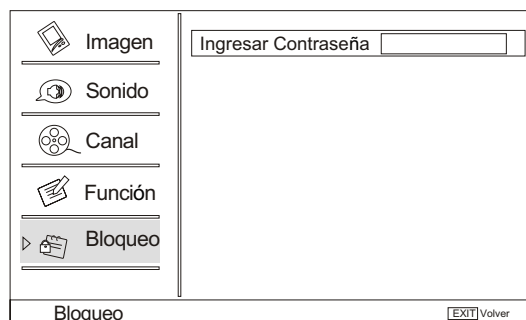 Imagen
Sonido
Canal
Función
Bloqueo
Ingresar Contraseña
Bloqueo
EXIT Volver